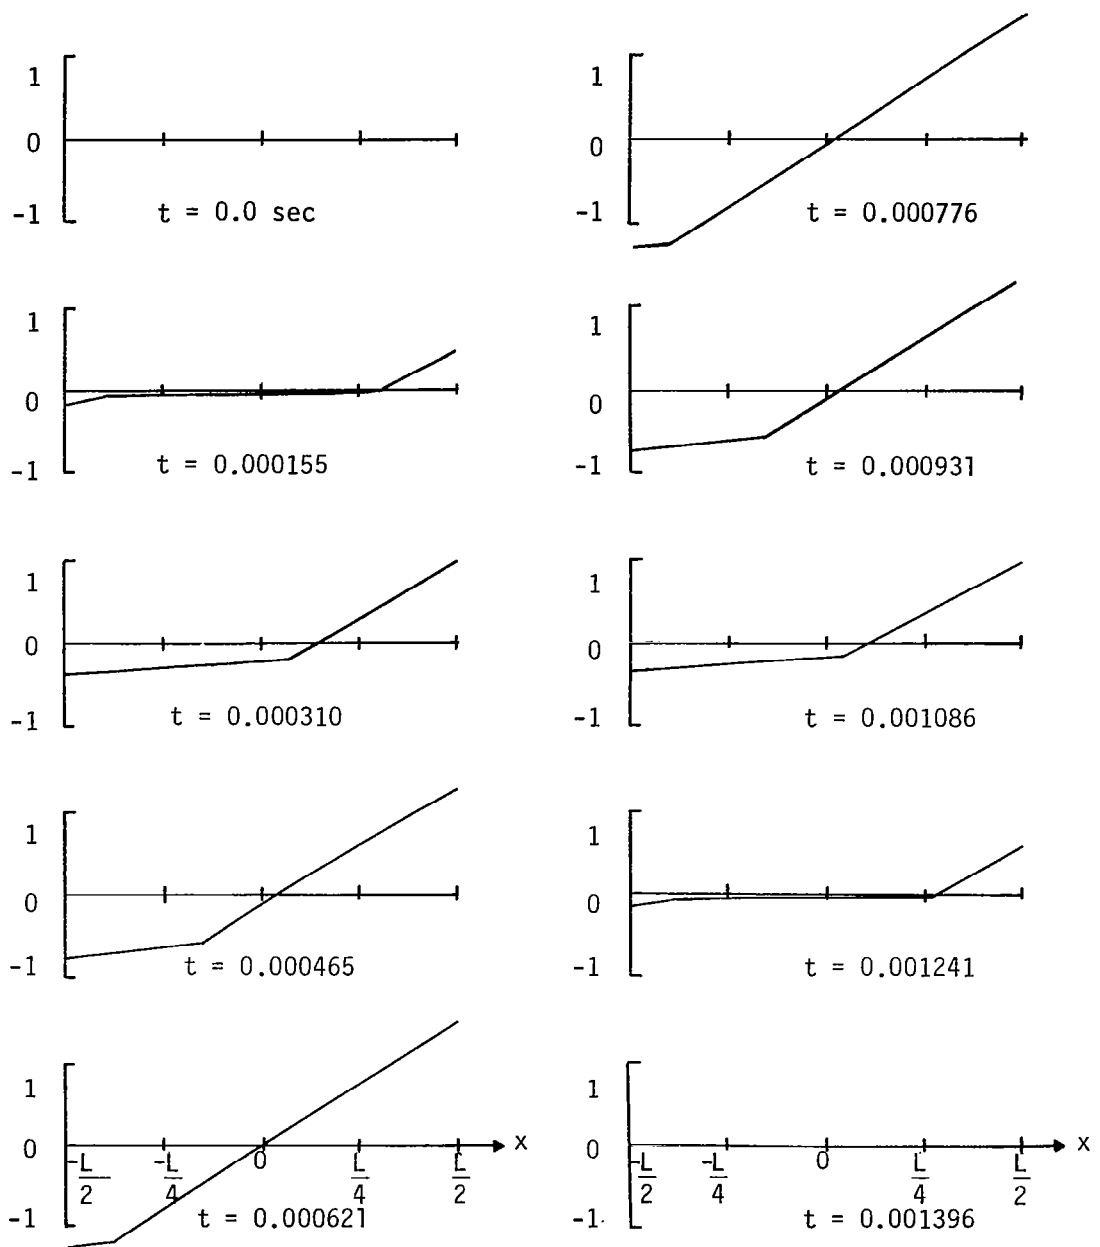 1
0
-1
t = 0.0 sec
1
0
-1
t = 0.000155
1
0
-1
t = 0.000310
1
0
-1
t = 0.000465
1
0
-1
-L/2 -L/4 0 L/4 L/2 x
t = 0.000621
1
0
-1
t = 0.000776
1
0
-1
t = 0.000931
1
0
-1
t = 0.001086
1
0
-1
t = 0.001241
1
0
-1.
-L/2 -L/4 0 L/4 L/2 x
t = 0.001396